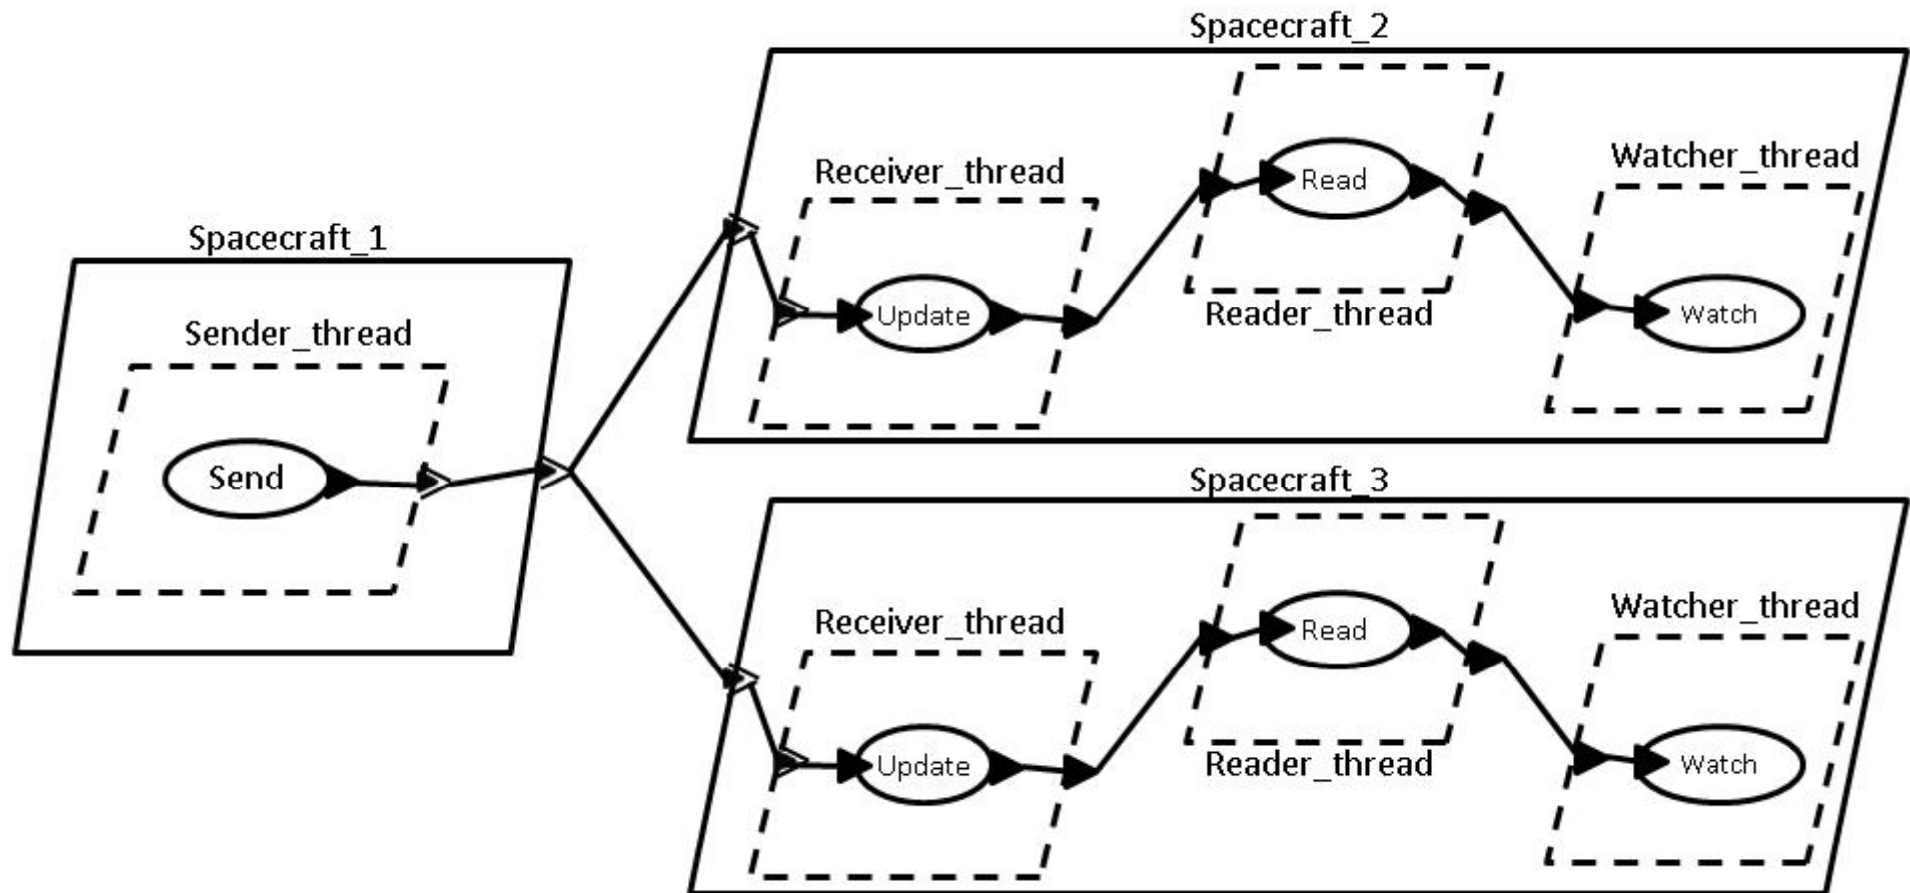 Spacecraft_1
Sender_thread
Send
Spacecraft_2
Receiver_thread
Update
Read
Reader_thread
Watcher_thread
Watch
Spacecraft_3
Receiver_thread
Update
Read
Reader_thread
Watcher_thread
Watch